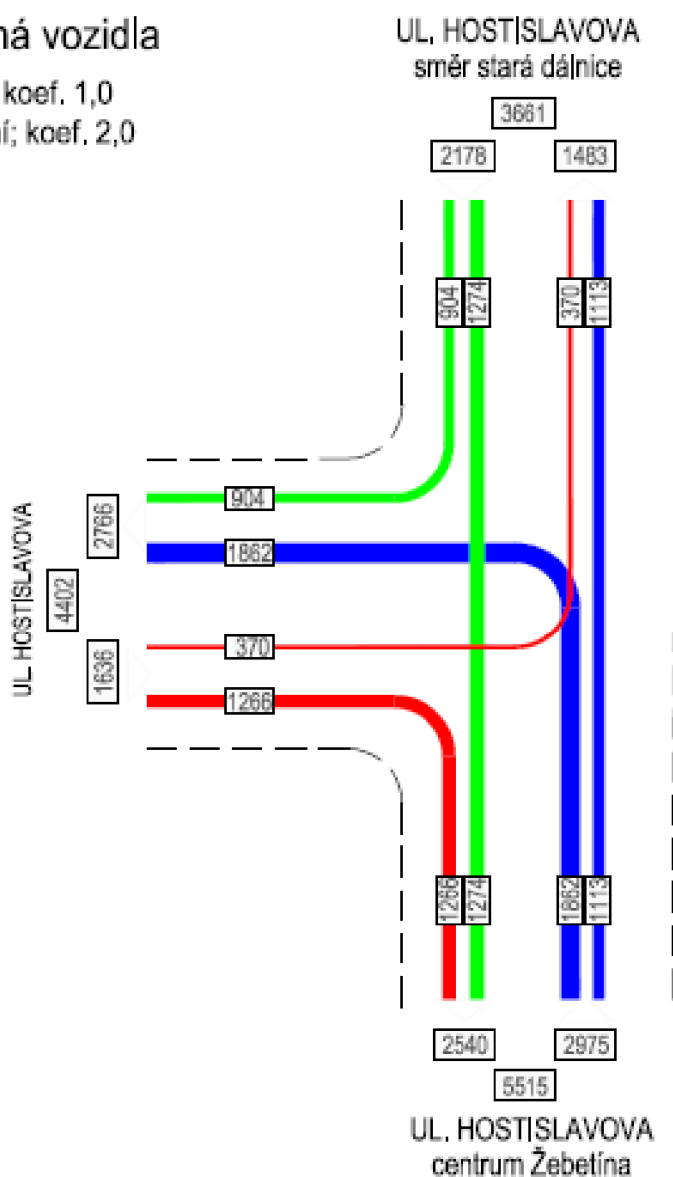 ná vozidla
koef. 1,0
ní; koef. 2,0
UL. HOSTISLAVOVA
směr stará dálnice
3661
2178
1483
904
1274
370
1113
904
1862
370
1266
2766
4402
1636
UL. HOSTISLAVOVA
1266
1274
1862
1113
2540
2975
5515
UL. HOSTISLAVOVA
centrum Žebetína